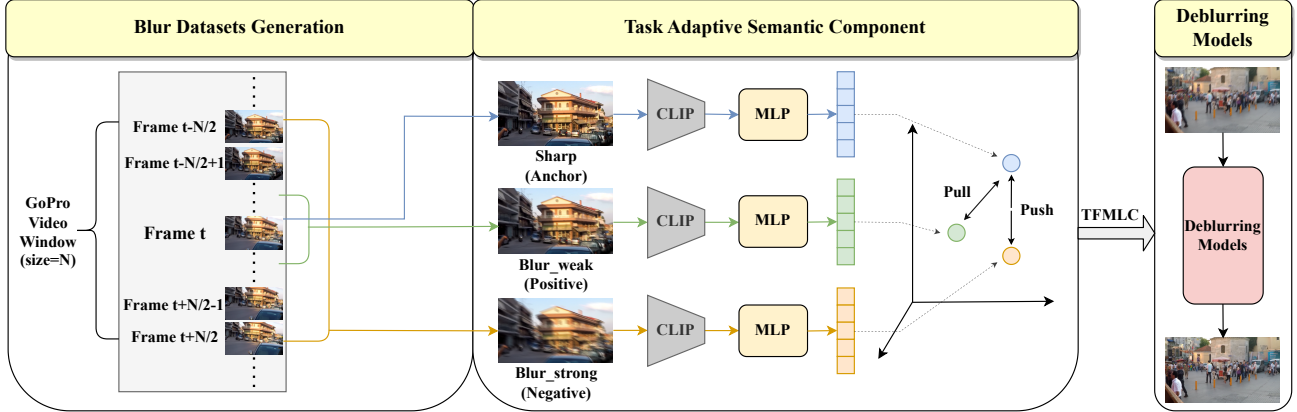 Blur Datasets Generation
Task Adaptive Semantic Component
Deblurring
Models
Frame t-N/2
Frame t-N/2+1
GoPro
Video
Window
(size=N)
Frame t
Frame t+N/2-1
Frame t+N/2
Sharp
(Anchor)
Blur_weak
(Positive)
Blur_strong
(Negative)
CLIP
MLP
CLIP
MLP
CLIP
MLP
Pull
Push
TFMLC
Deblurring
Models